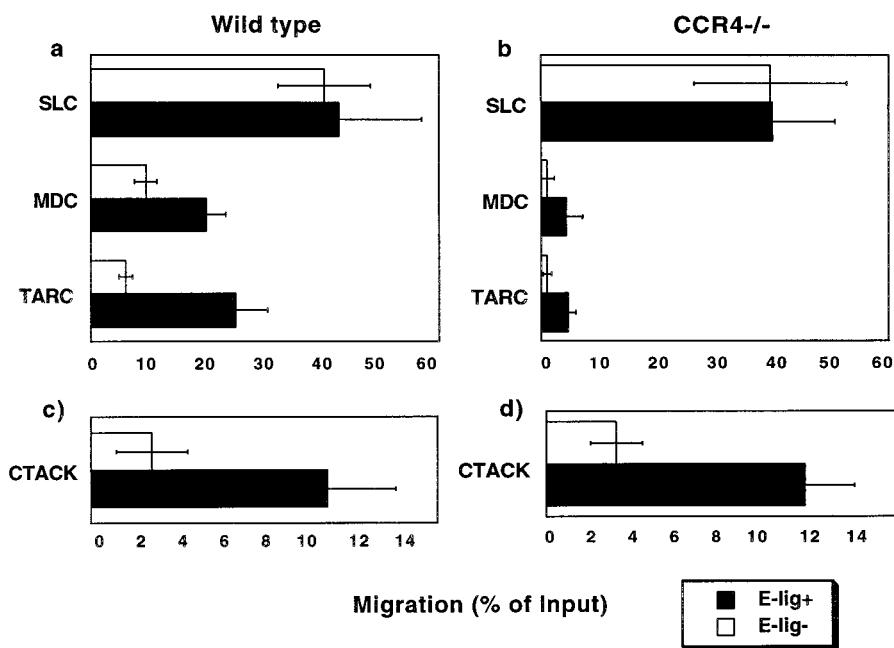 Wild type
CCR4-/-
a
SLC
MDC
TARC
0 10 20 30 40 50 60
b
SLC
MDC
TARC
0 10 20 30 40 50 60
c)
CTACK
0 2 4 6 8 10 12 14
d)
CTACK
0 2 4 6 8 10 12 14
Migration (% of Input)
E-lig+
E-lig-